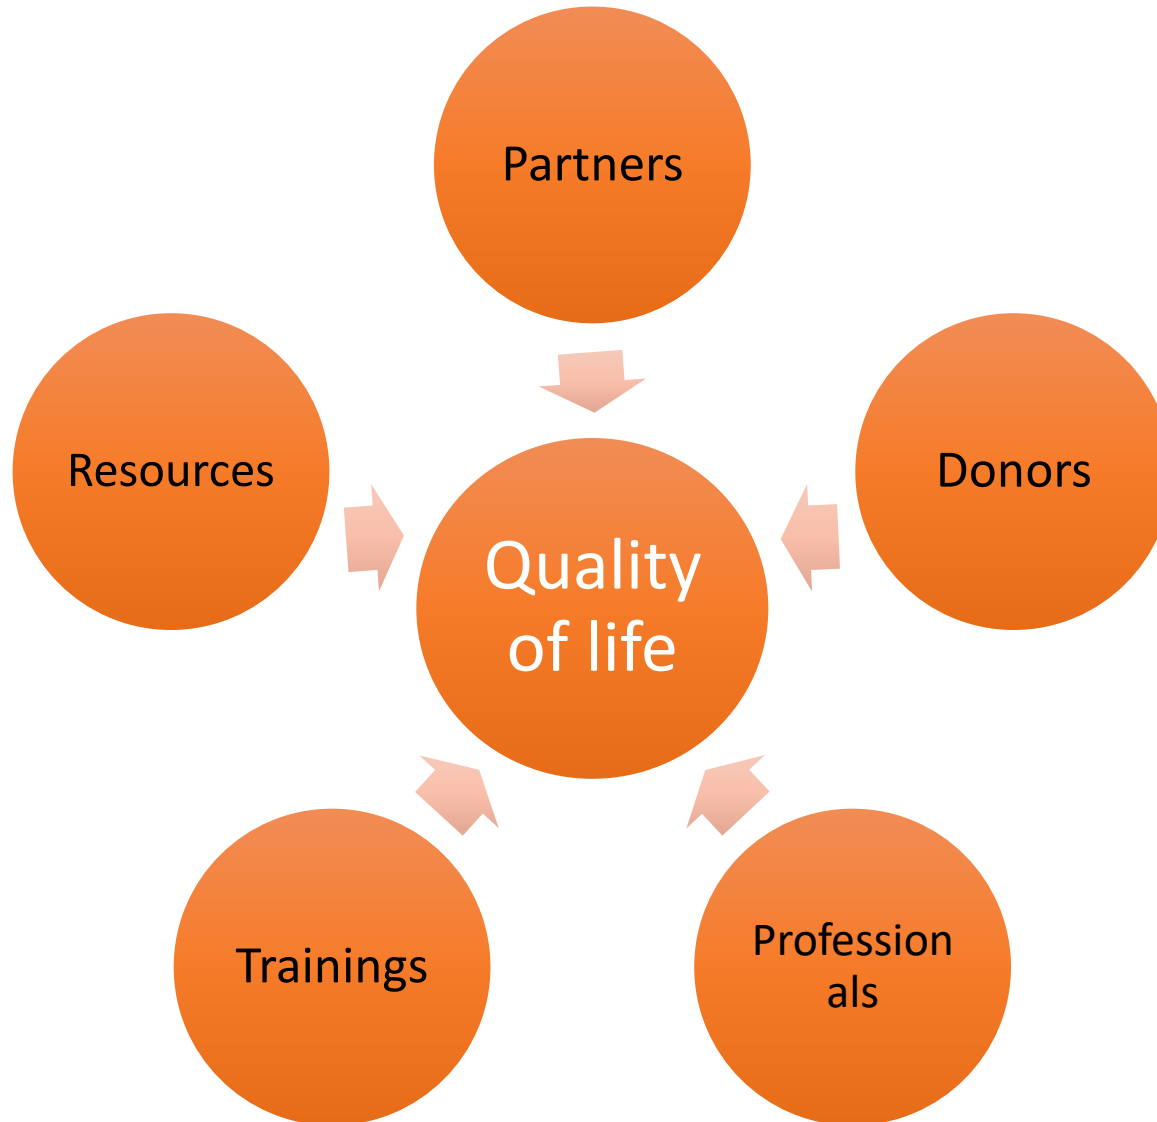 Partners
Resources
Donors
Quality
of life
Trainings
Profession
als